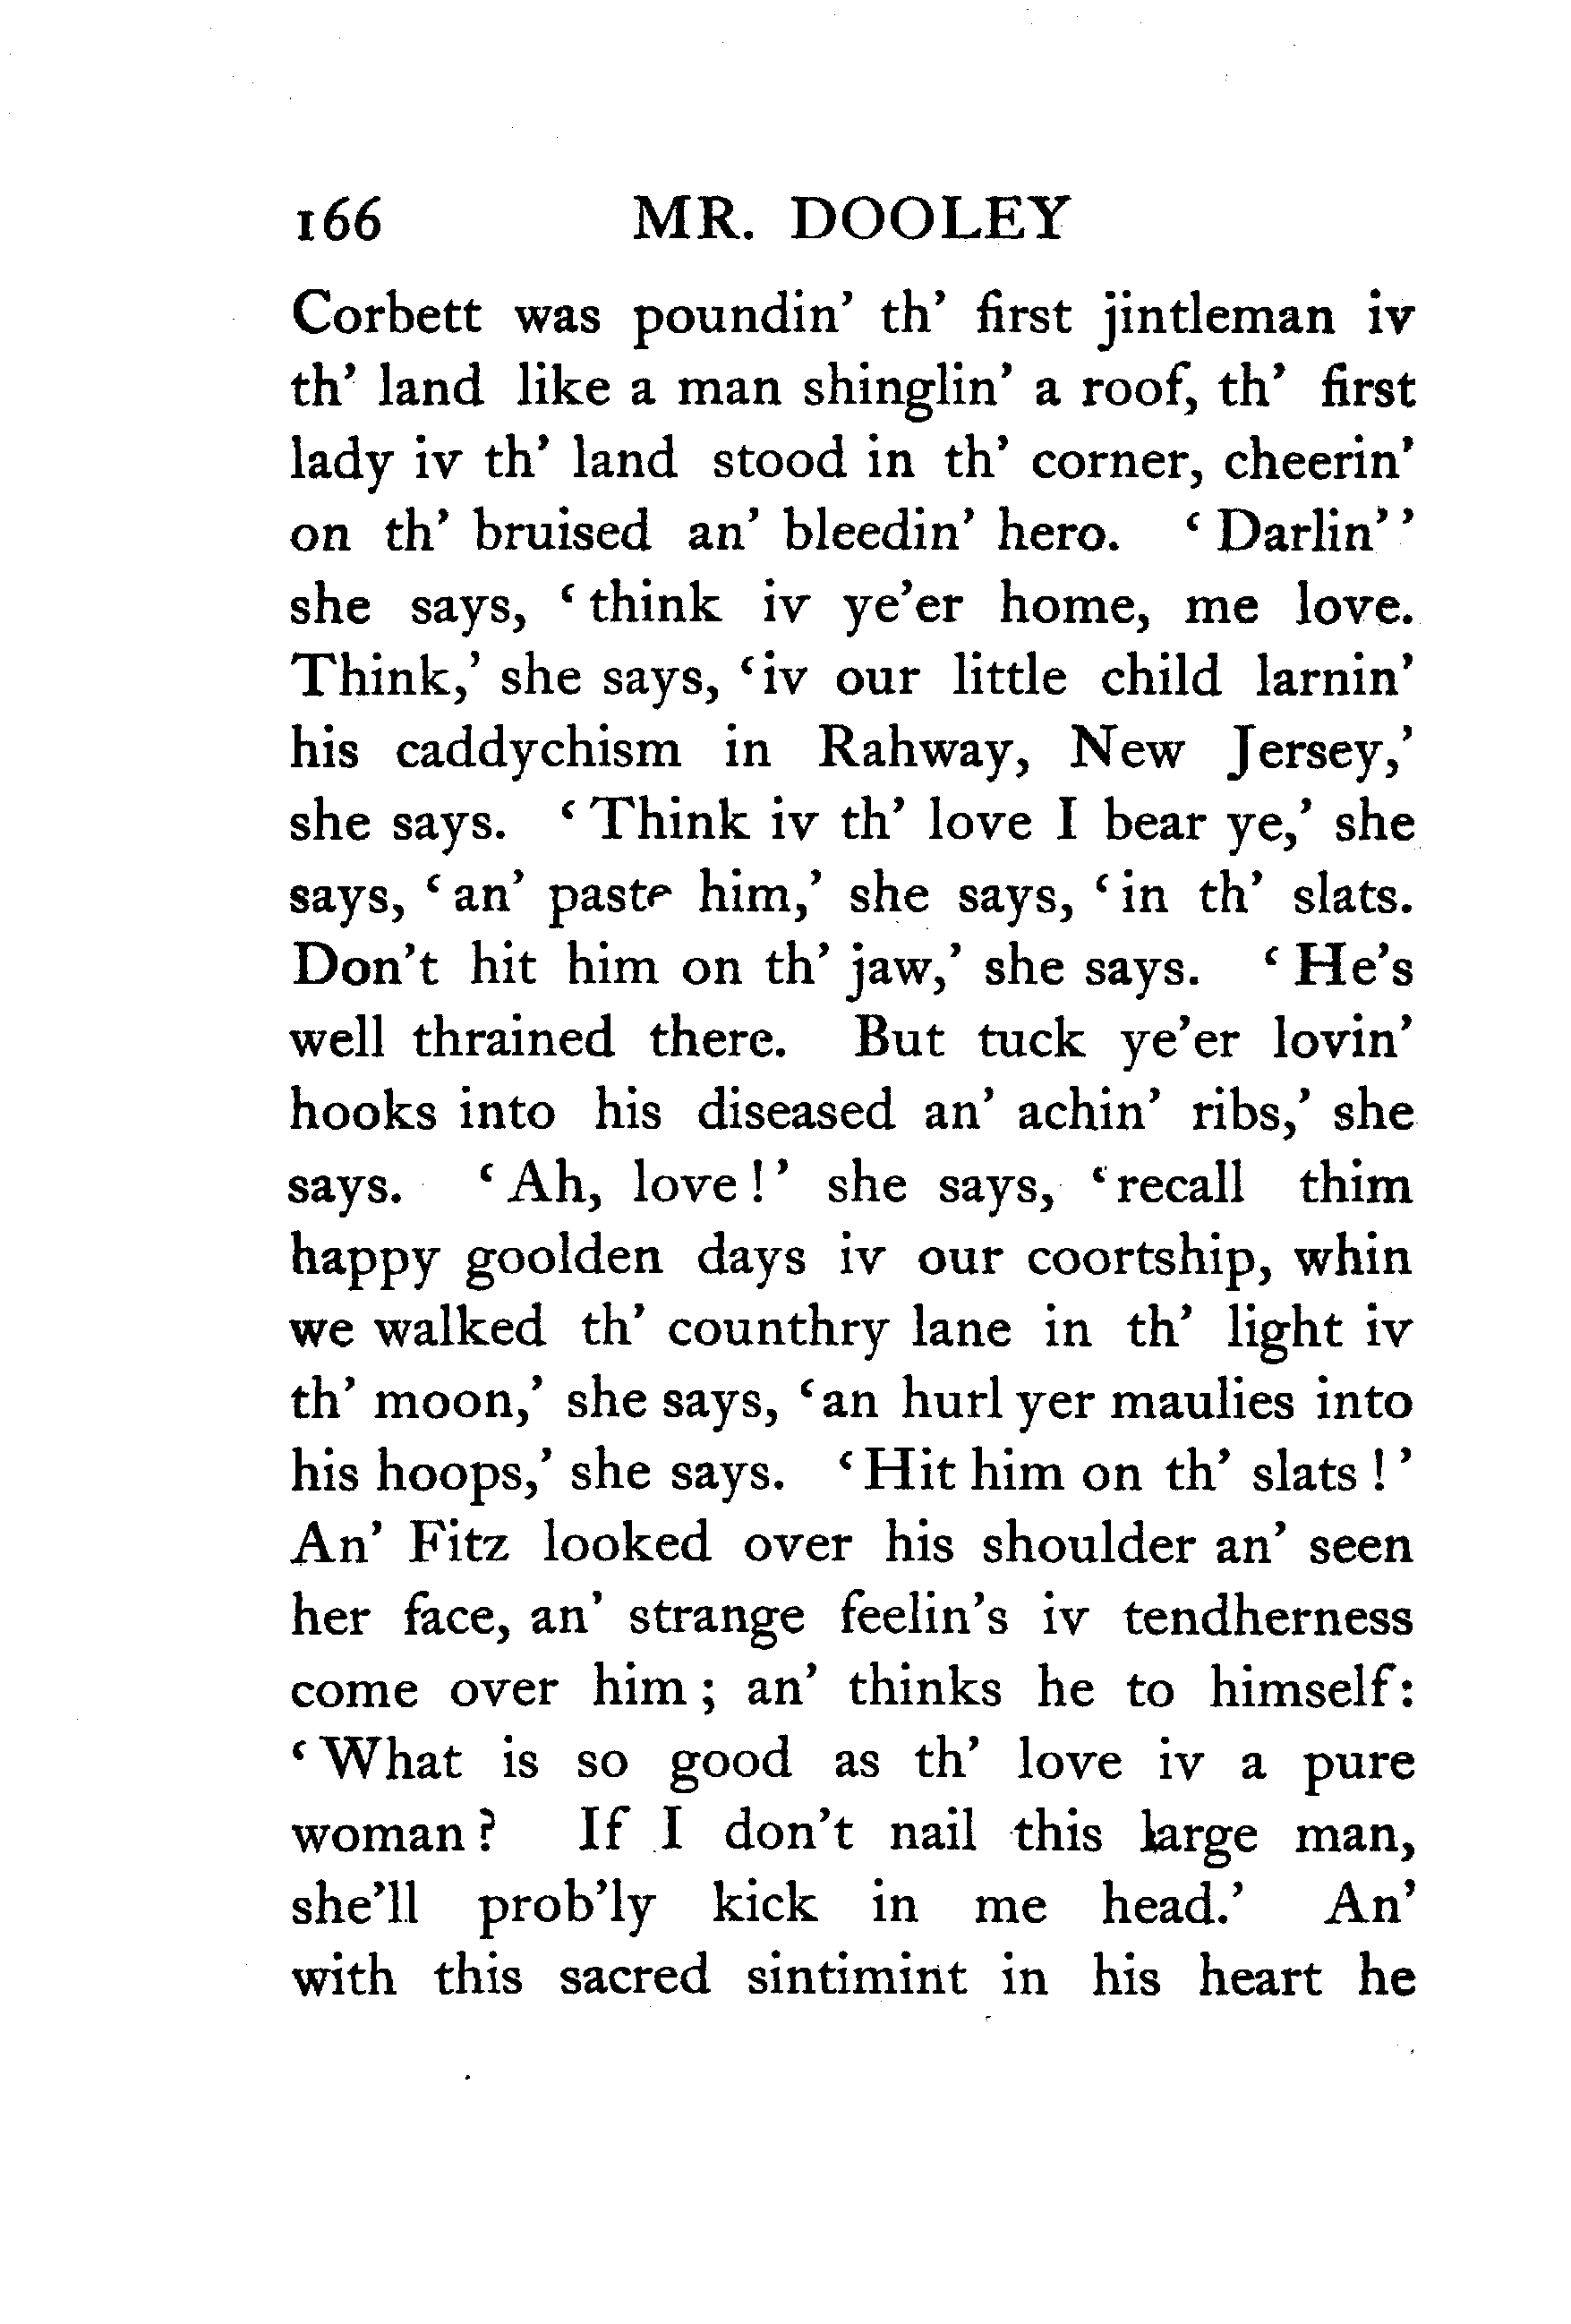 166 MR. DOOLEY
Corbett was poundin’ th’ first jintleman iv
th’ land like a man shinglin’ a roof, th’ first
lady iv th’ land stood in th’ corner, cheerin’
on th’ bruised an’ bleedin’ hero. ‘ Darlin’ ’
she says, ‘ think iv ye’er home, me love.
Think,’ she says, ‘ iv our little child larnin’
his caddychism in Rahway, New Jersey,’
she says. ‘ Think iv th’ love I bear ye,’ she
says, ‘ an’ paste him,’ she says, ‘ in th’ slats.
Don’t hit him on th’ jaw,’ she says. ‘ He’s
well thrained there. But tuck ye’er lovin’
hooks into his diseased an’ achin’ ribs,’ she
says. ‘ Ah, love ! ’ she says, ‘ recall thim
happy goolden days iv our coortship, whin
we walked th’ counthry lane in th’ light iv
th’ moon,’ she says, ‘ an hurl yer maulies into
his hoops,’ she says. ‘ Hit him on th’ slats ! ’
An’ Fitz looked over his shoulder an’ seen
her face, an’ strange feelin’s iv tendherness
come over him ; an’ thinks he to himself:
‘ What is so good as th’ love iv a pure
woman ? If I don’t nail this large man,
she’ll prob’ly kick in me head.’ An’
with this sacred sintimint in his heart he